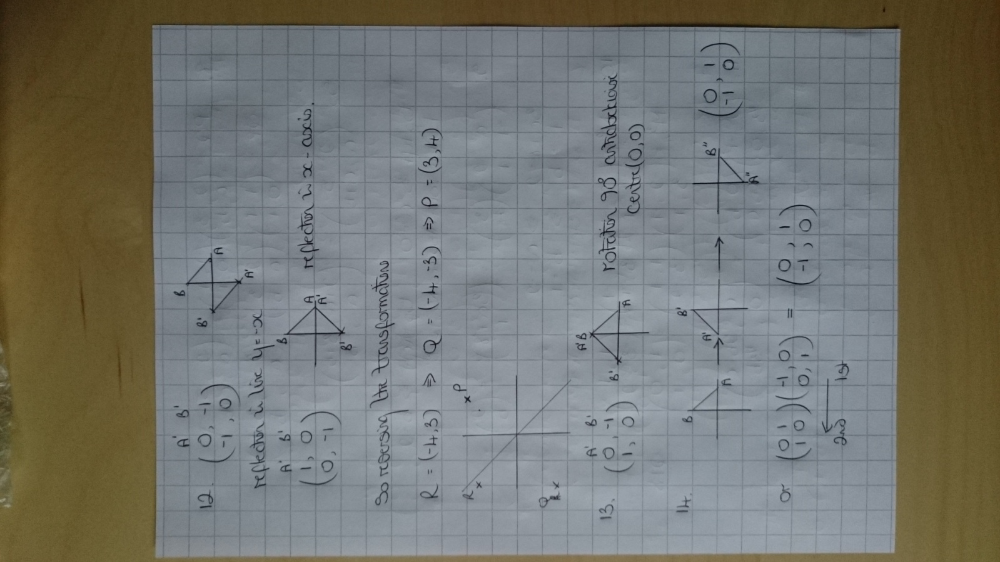 12. A' B'
(0, -1
-1, 0)
B A
B' A'
reflection in line y=-x
A' B'
(1, 0
0, -1)
B A
A'
B'
reflection in x-axis.
So reversing the transformation
R = (-4,3) ⇒ Q = (-4,-3) ⇒ P = (3,4)
R x
x P
Q x
13. A' B'
(0, -1
1, 0)
A'B
B' A
rotation 90° anticlockwise
centre (0,0)
14. B A → A' B' → B" A" (0, 1
-1, 0)
or (0 1
1 0) (-1, 0
0, 1) = (0, 1
-1, 0)
2nd ← 1st